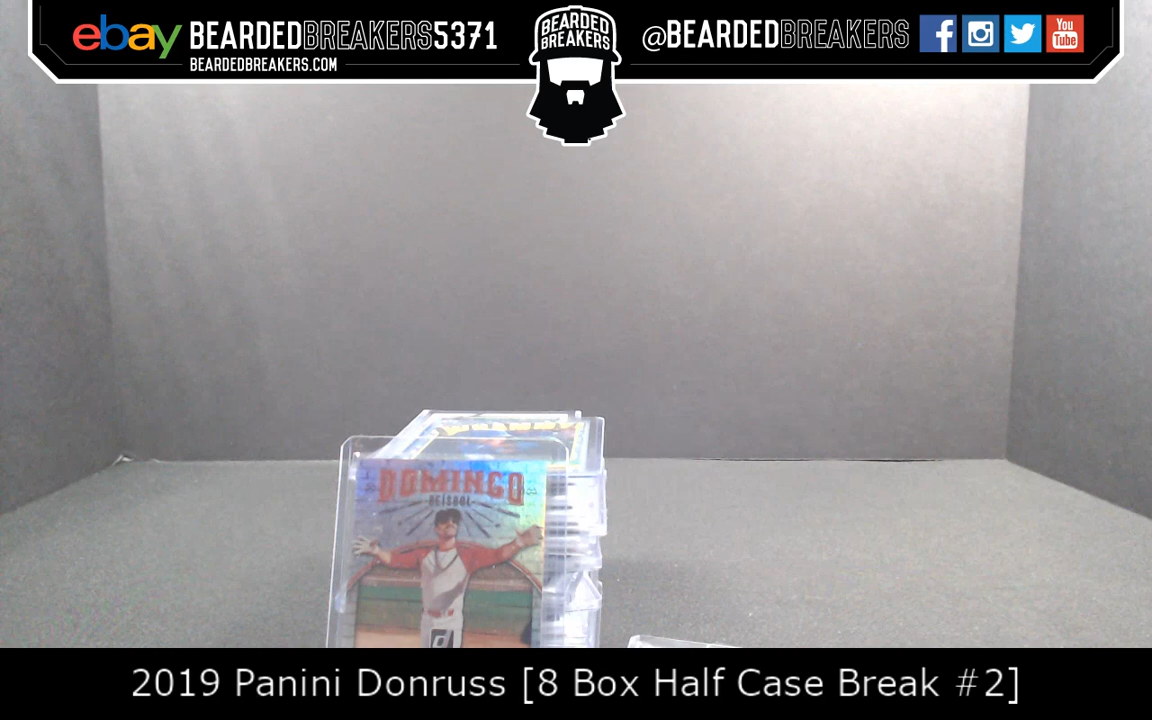 ebay BEARDEDBREAKERS5371
BEARDEDBREAKERS.COM
BEARDED
BREAKERS
@BEARDEDBREAKERS
You
Tube
DOMINGO
BEISBOL
2019 Panini Donruss [8 Box Half Case Break #2]